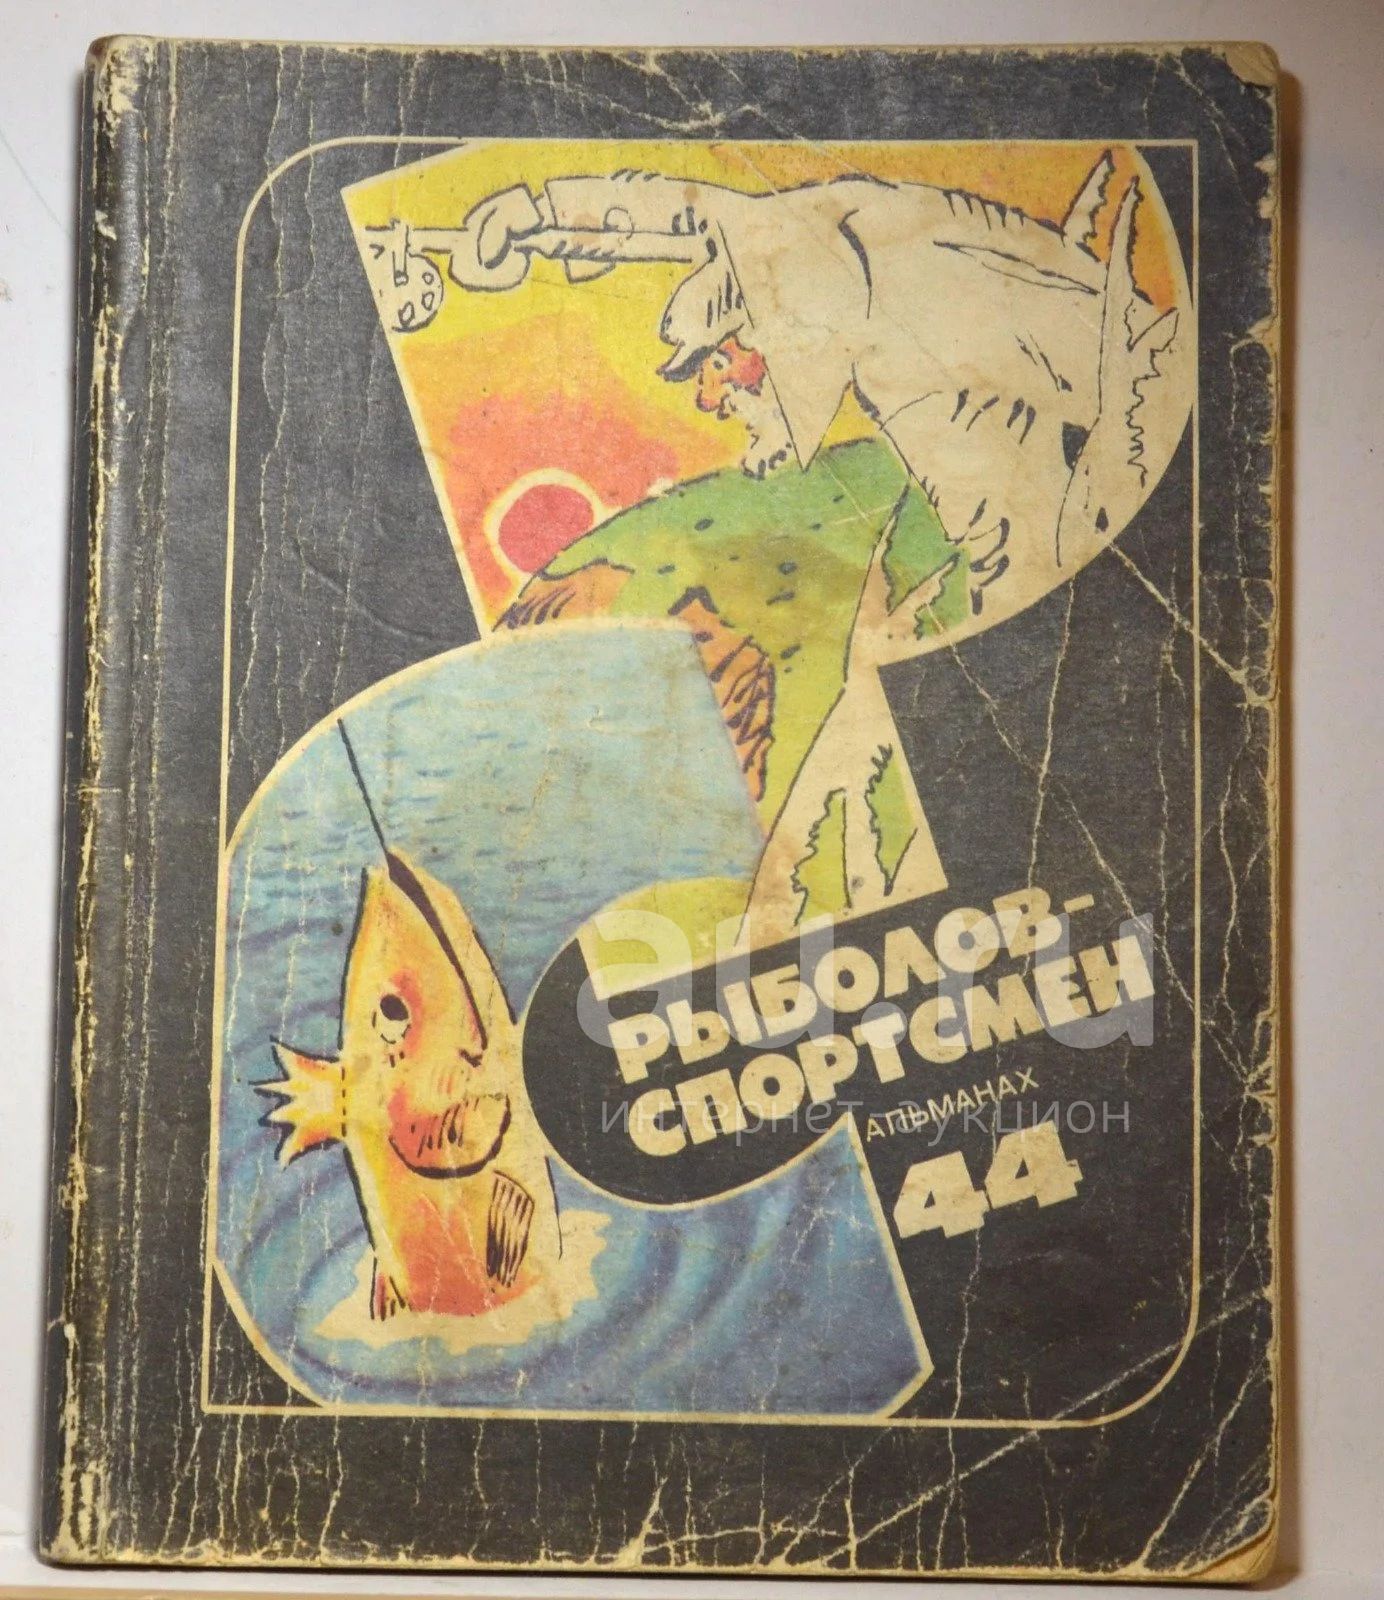 РЫБОЛОВ-
СПОРТСМЕН
АЛЬМАНАХ
44
au.ru
интернет-аукцион